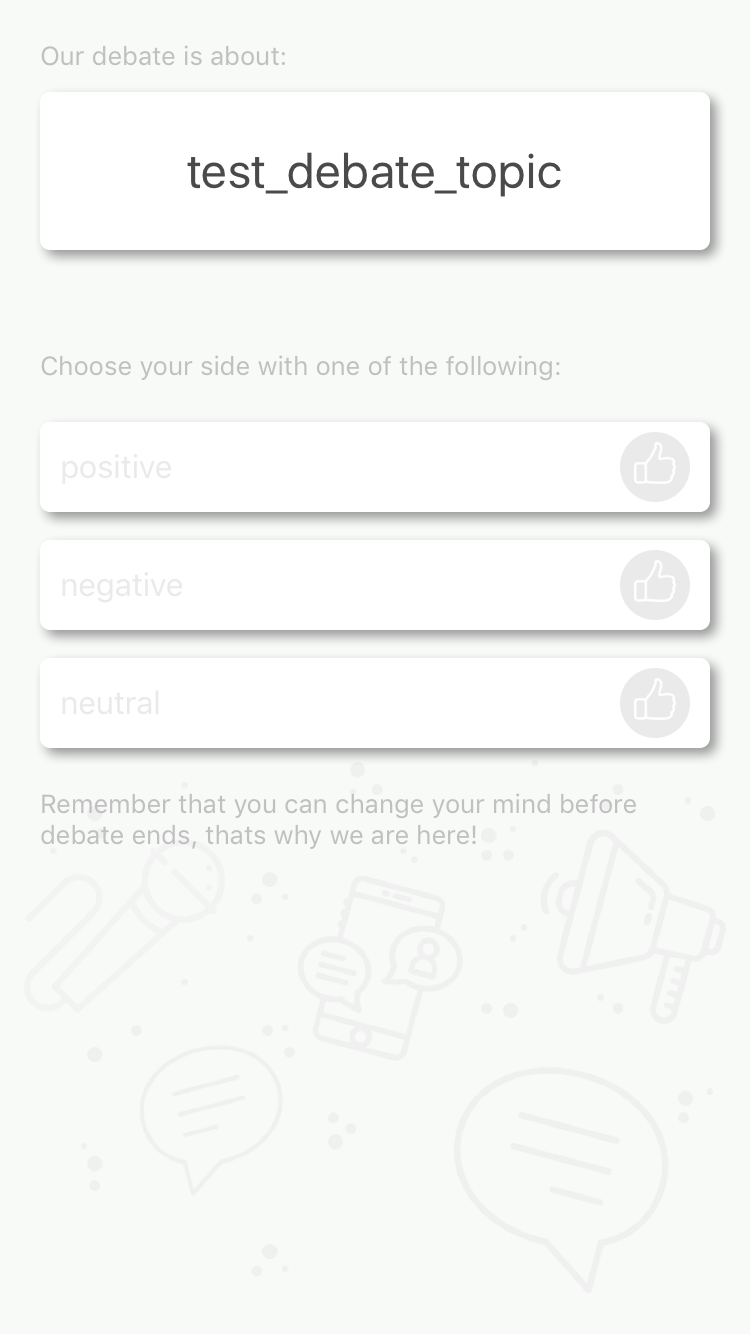 Our debate is about:
test_debate_topic
Choose your side with one of the following:
positive
negative
neutral
Remember that you can change your mind before
debate ends, thats why we are here!